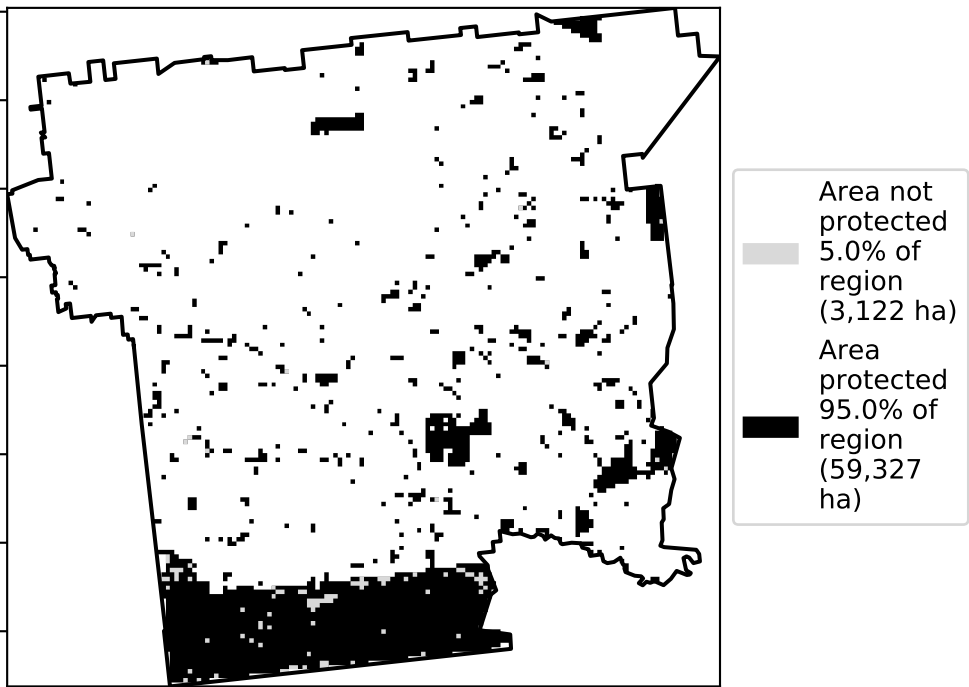 Area not
protected
5.0% of
region
(3,122 ha)
Area
protected
95.0% of
region
(59,327
ha)